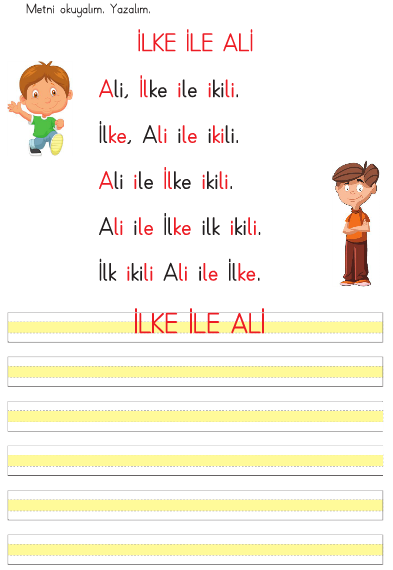 Metni okuyalım. Yazalım.
İLKE İLE ALİ
Ali, İlke ile ikili.
İlke, Ali ile ikili.
Ali ile İlke ikili.
Ali ile İlke ilk ikili.
İlk ikili Ali ile İlke.
İLKE İLE ALİ